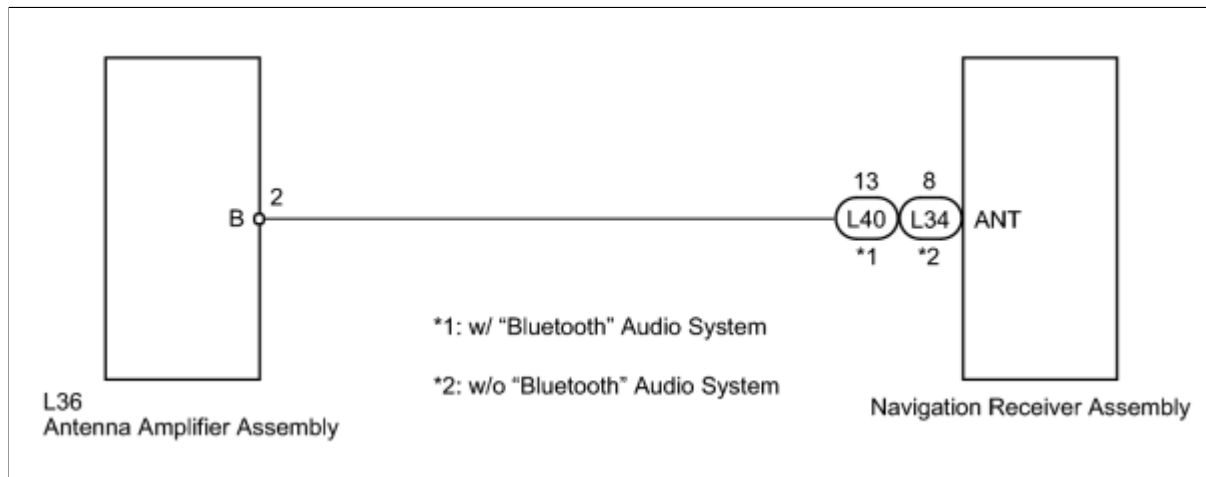 13 8
2
B L40 L34 ANT
*1 *2
*1: w/ “Bluetooth” Audio System
*2: w/o “Bluetooth” Audio System
L36
Antenna Amplifier Assembly
Navigation Receiver Assembly